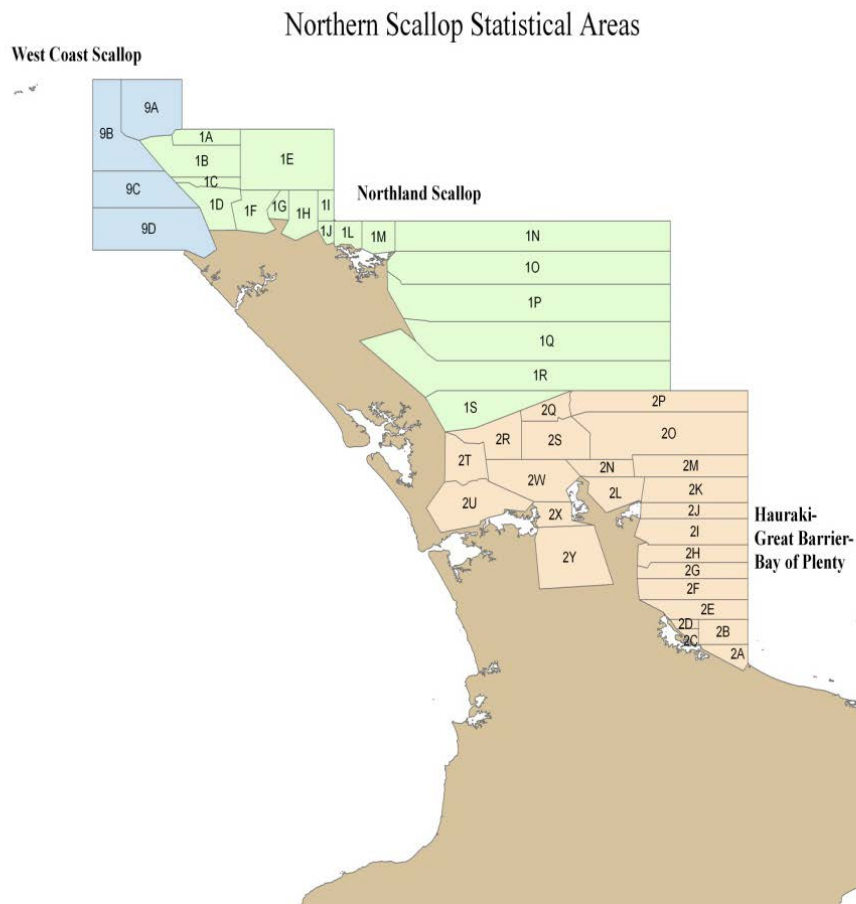 Northern Scallop Statistical Areas
West Coast Scallop
9A
9B
1A
1B
1E
1C
9C
Northland Scallop
1D
1F
1G
1H
1I
9D
1J
1L
1M
1N
1O
1P
1Q
1R
1S
2Q
2P
2O
2R
2S
2T
2N
2M
2W
2L
2K
2U
2X
2J
2I
Hauraki-
Great Barrier-
Bay of Plenty
2H
2Y
2G
2F
2E
2D
2B
2C
2A